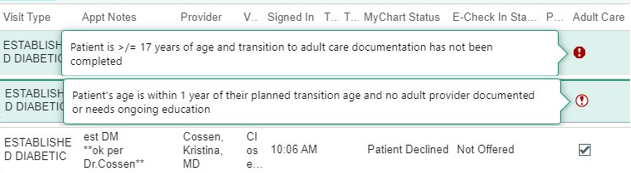 Visit Type Appt Notes Provider V... Signed In T... T... MyChart Status E-Check In Sta... P... Adult Care
ESTABLISH
D DIABETIC
Patient is >/= 17 years of age and transition to adult care documentation has not been
completed
ESTABLISH
D DIABETIC
Patient's age is within 1 year of their planned transition age and no adult provider documented
or needs ongoing education
ESTABLISHE
D DIABETIC
est DM
**ok per
Dr.Cossen**
Cossen,
Kristina,
MD
Cl
os
e...
10:06 AM
Patient Declined
Not Offered